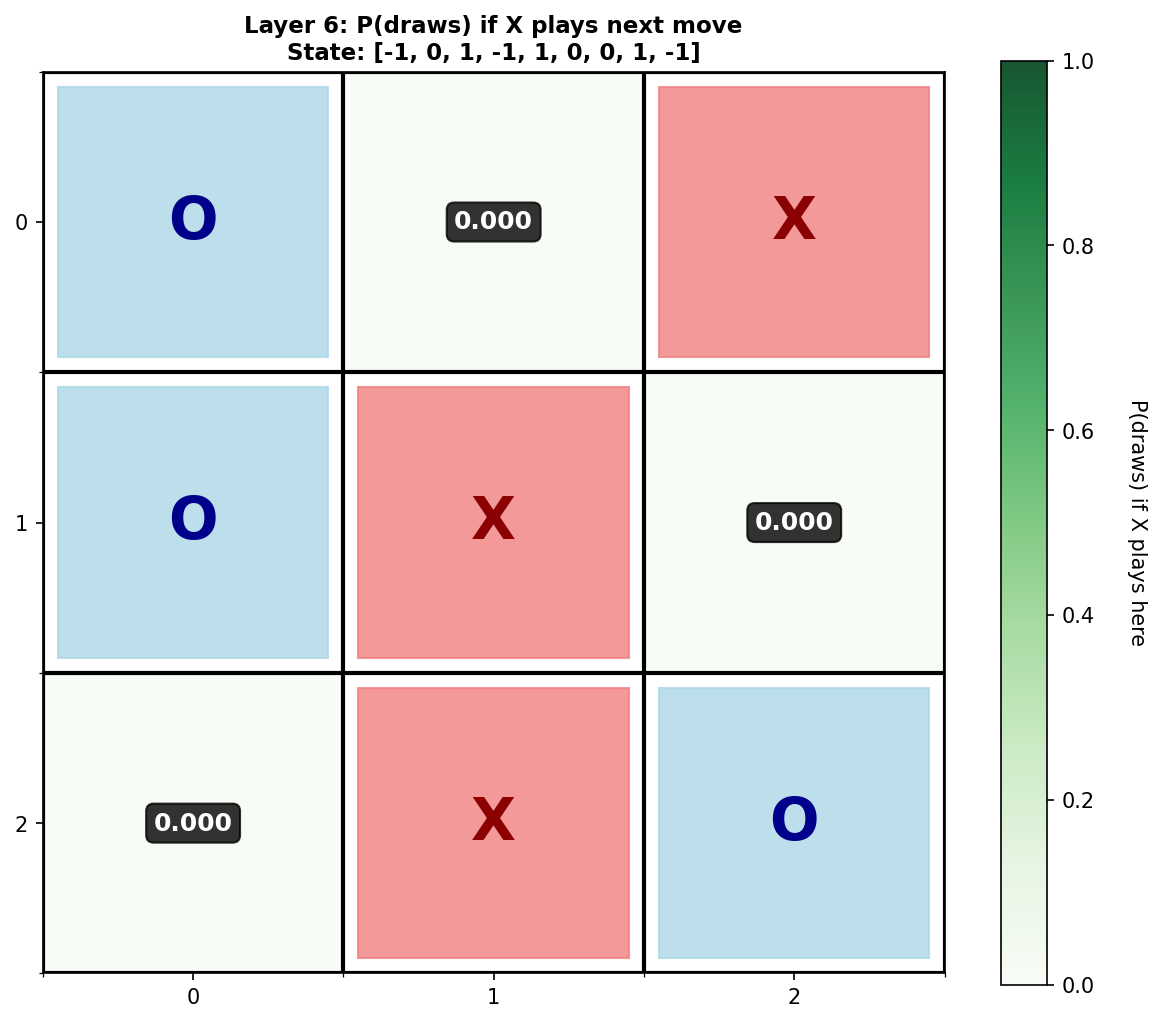 Layer 6: P(draws) if X plays next move
State: [-1, 0, 1, -1, 1, 0, 0, 1, -1]
0
O
0.000
X
1
O
X
0.000
2
0.000
X
O
0
1
2
1.0
0.8
0.6
0.4
0.2
0.0
P(draws) if X plays here